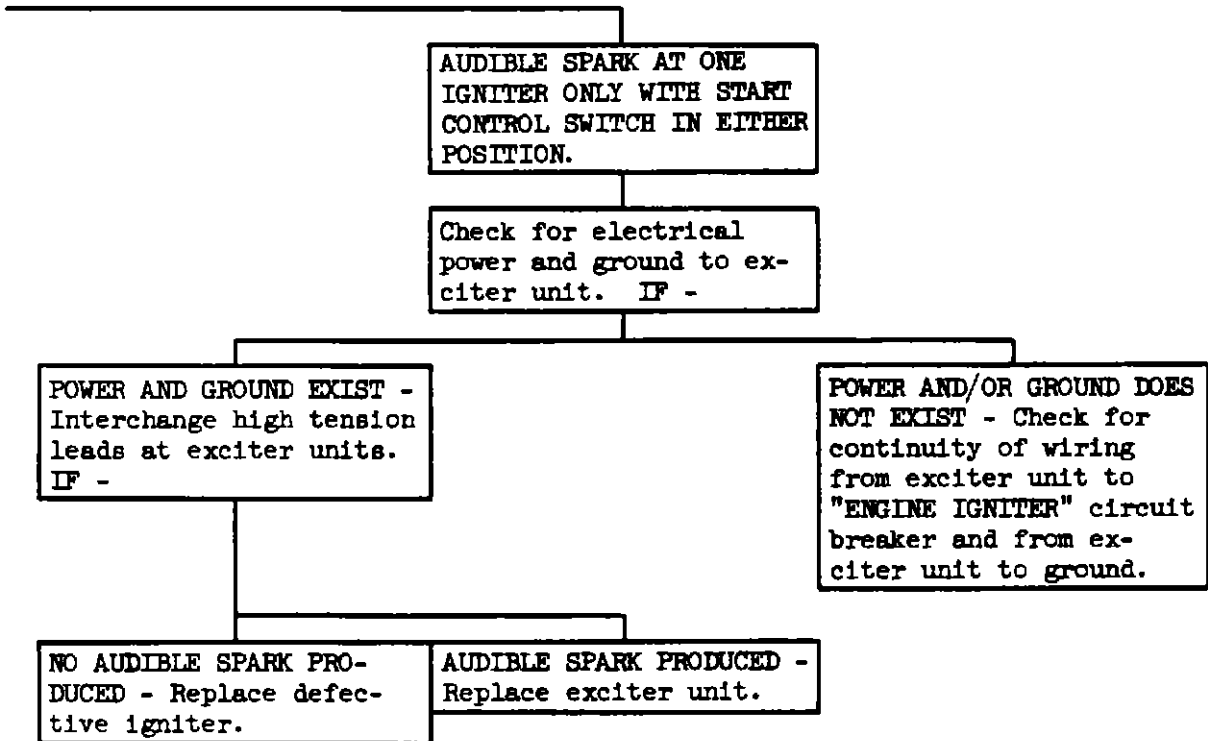 AUDIBLE SPARK AT ONE
IGNITER ONLY WITH START
CONTROL SWITCH IN EITHER
POSITION.
Check for electrical
power and ground to ex-
citer unit. IF -
POWER AND GROUND EXIST -
Interchange high tension
leads at exciter units.
IF -
POWER AND/OR GROUND DOES
NOT EXIST - Check for
continuity of wiring
from exciter unit to
"ENGINE IGNITER" circuit
breaker and from ex-
citer unit to ground.
NO AUDIBLE SPARK PRO-
DUCED - Replace defec-
tive igniter.
AUDIBLE SPARK PRODUCED -
Replace exciter unit.